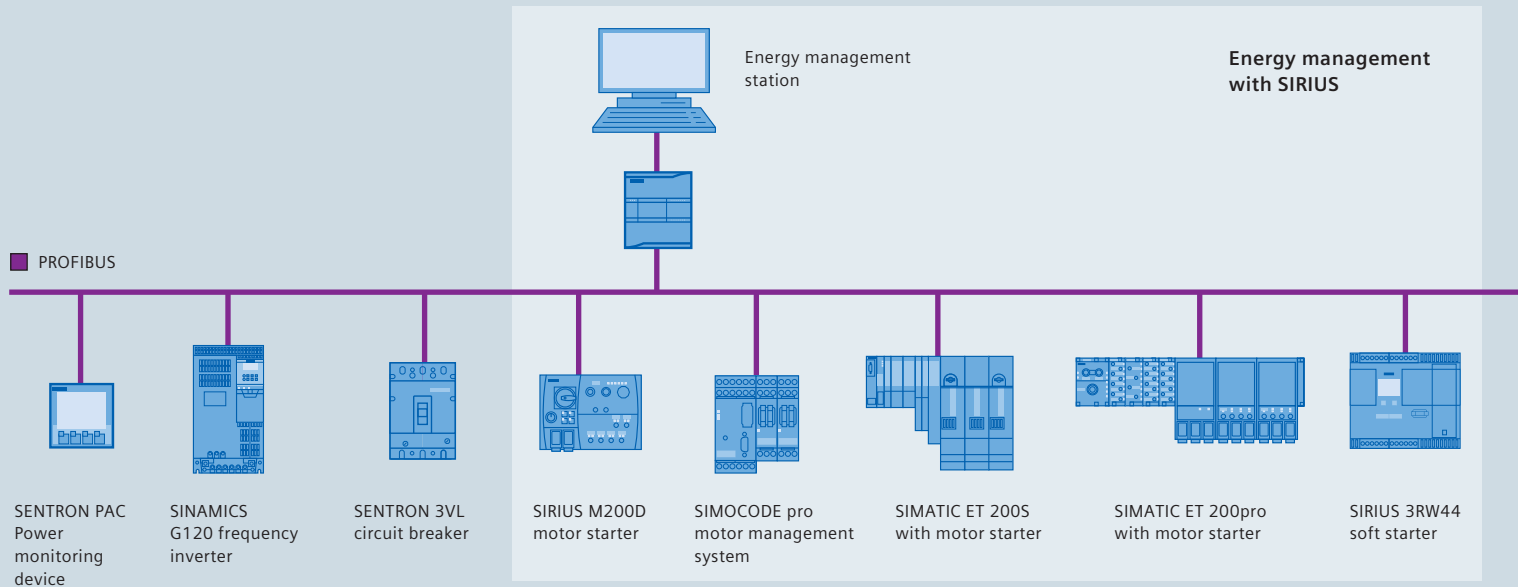 Energy management
station
Energy management
with SIRIUS
PROFIBUS
SENTRON PAC
Power
monitoring
device
SINAMICS
G120 frequency
inverter
SENTRON 3VL
circuit breaker
SIRIUS M200D
motor starter
SIMOCODE pro
motor management
system
SIMATIC ET 200S
with motor starter
SIMATIC ET 200pro
with motor starter
SIRIUS 3RW44
soft starter